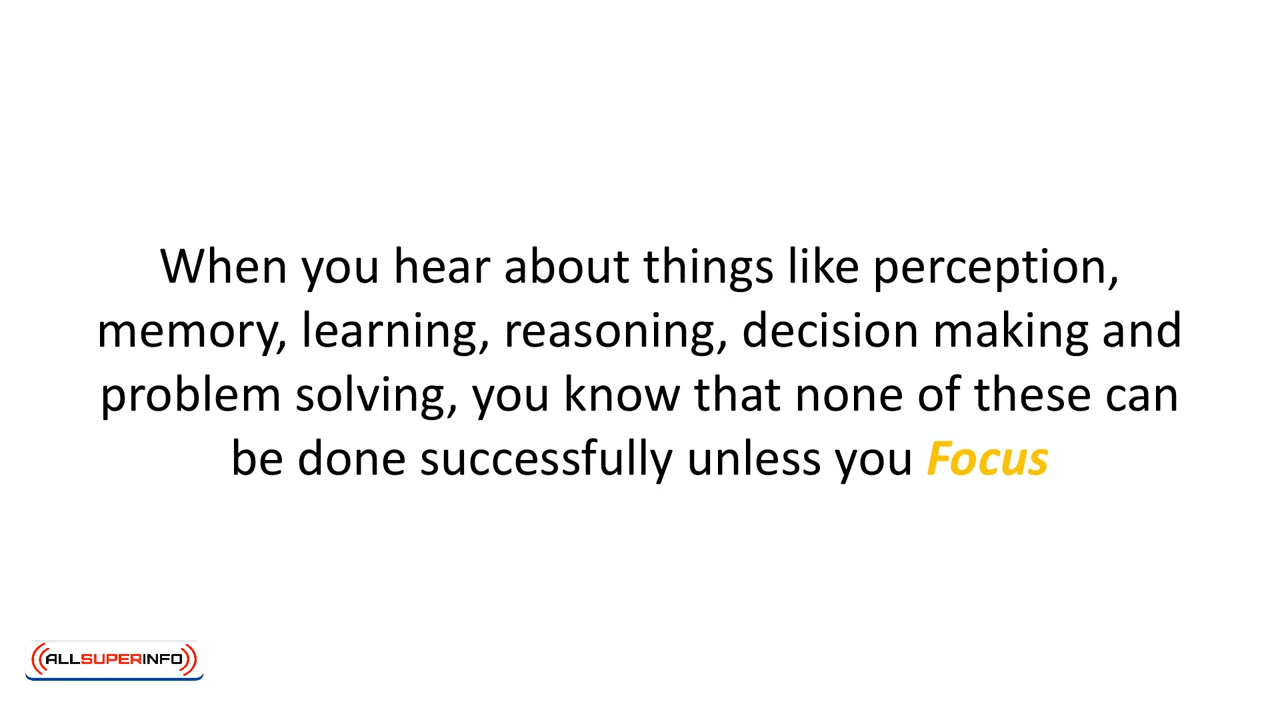 When you hear about things like perception,
memory, learning, reasoning, decision making and
problem solving, you know that none of these can
be done successfully unless you Focus
ALLSUPERINFO